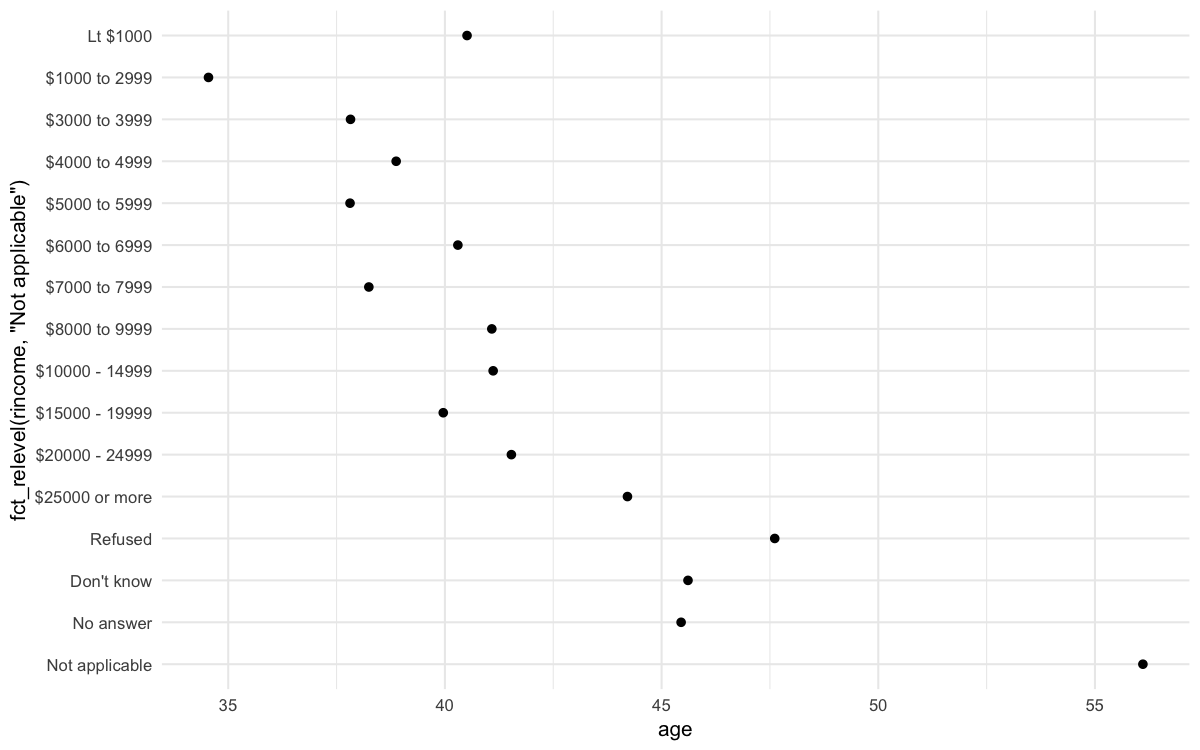 fct_relevel(rincome, "Not applicable")
Lt $1000
$1000 to 2999
$3000 to 3999
$4000 to 4999
$5000 to 5999
$6000 to 6999
$7000 to 7999
$8000 to 9999
$10000 - 14999
$15000 - 19999
$20000 - 24999
$25000 or more
Refused
Don't know
No answer
Not applicable
35 40 45 50 55
age